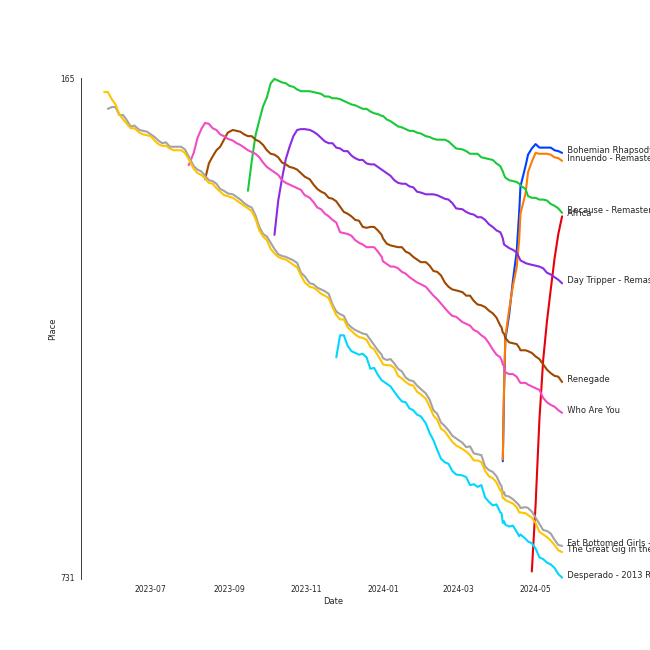 165
Bohemian Rhapsody
Innuendo - Remaste
Because - Remaster
Africa
Day Tripper - Remas
Place
Renegade
Who Are You
Fat Bottomed Girls -
The Great Gig in the
Desperado - 2013 R
731
2023-07
2023-09
2023-11
2024-01
2024-03
2024-05
Date